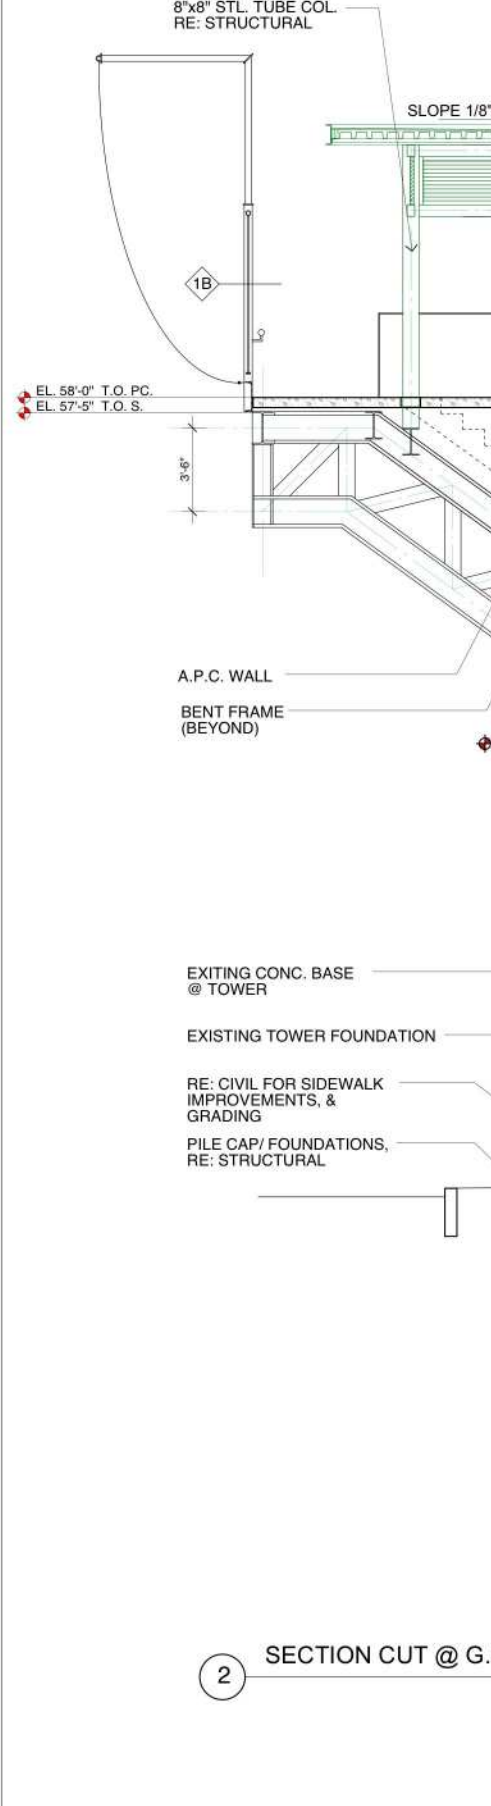 8"x8" STL. TUBE COL.
RE: STRUCTURAL
SLOPE 1/8"
1B
EL. 58'-0" T.O. PC.
EL. 57'-5" T.O. S.
3'-6"
A.P.C. WALL
BENT FRAME
(BEYOND)
EXITING CONC. BASE
@ TOWER
EXISTING TOWER FOUNDATION
RE: CIVIL FOR SIDEWALK
IMPROVEMENTS, &
GRADING
PILE CAP/ FOUNDATIONS,
RE: STRUCTURAL
2
SECTION CUT @ G.